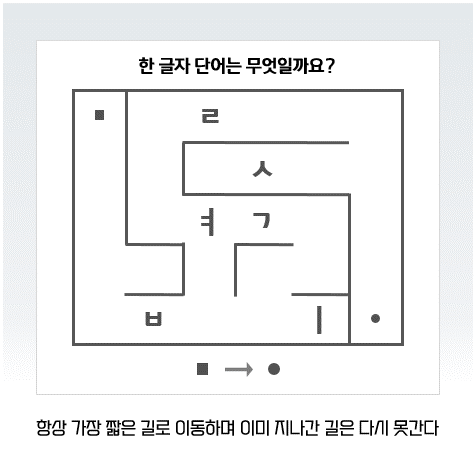 한 글자 단어는 무엇일까요?
ㄹ
ㅅ
ㅕ ㄱ
ㅂ ㅣ
항상 가장 짧은 길로 이동하며 이미 지나간 길은 다시 못간다